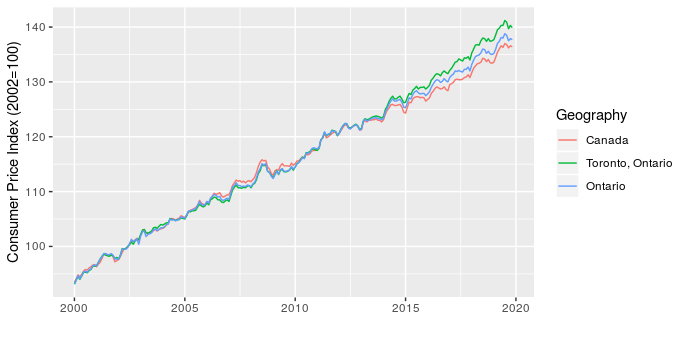 Consumer Price Index (2002=100)
140
130
120
110
100
2000
2005
2010
2015
2020
Geography
Canada
Toronto, Ontario
Ontario